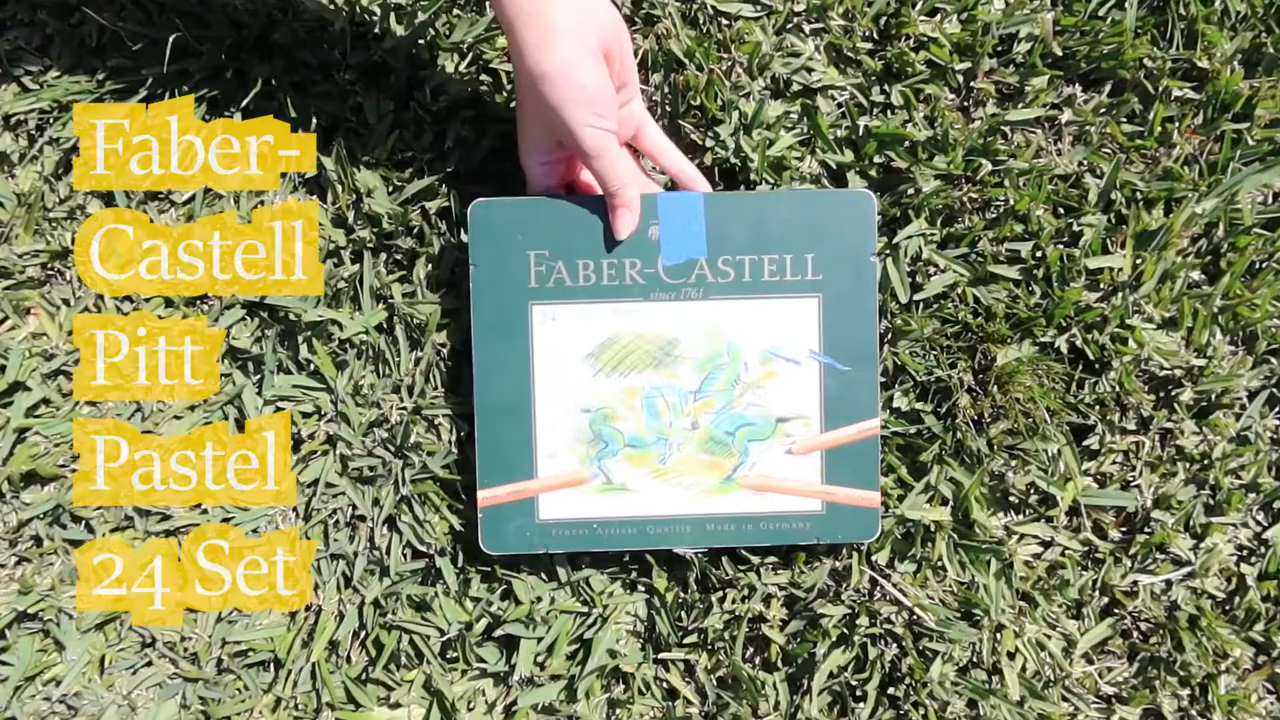 Faber-
Castell
Pitt
Pastel
24 Set
FABER-CASTELL
since 1761
Finest Artists' Quality Made in Germany